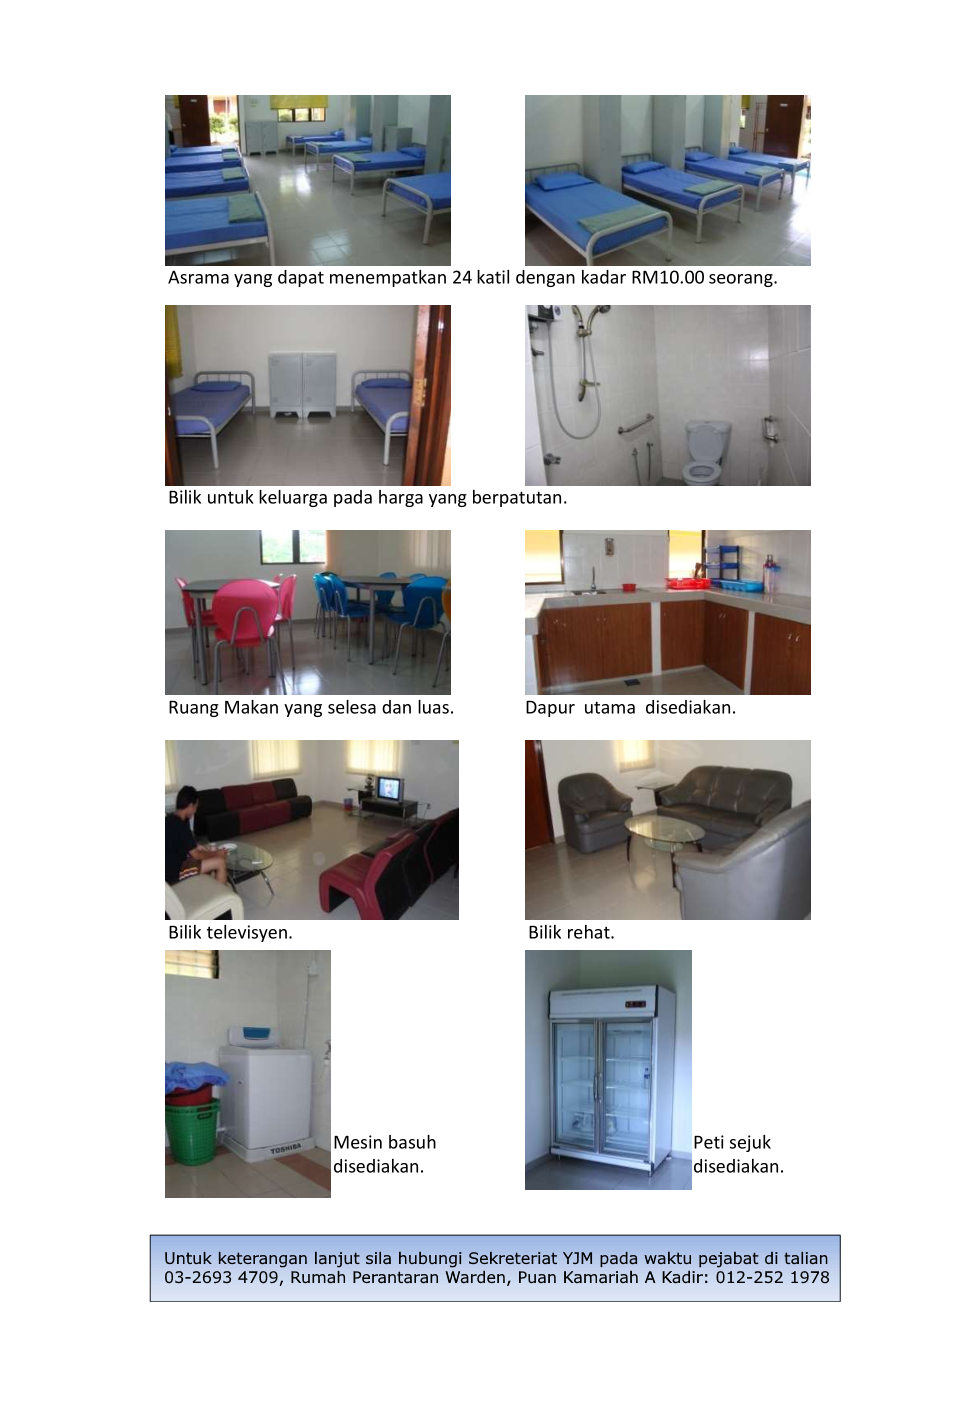 Asrama yang dapat menempatkan 24 katil dengan kadar RM10.00 seorang.
Bilik untuk keluarga pada harga yang berpatutan.
Ruang Makan yang selesa dan luas.
Dapur utama disediakan.
Bilik televisyen.
Bilik rehat.
TOSHIBA
Mesin basuh
disediakan.
Peti sejuk
disediakan.
Untuk keterangan lanjut sila hubungi Sekreteriat YJM pada waktu pejabat di talian
03-2693 4709, Rumah Perantaran Warden, Puan Kamariah A Kadir: 012-252 1978